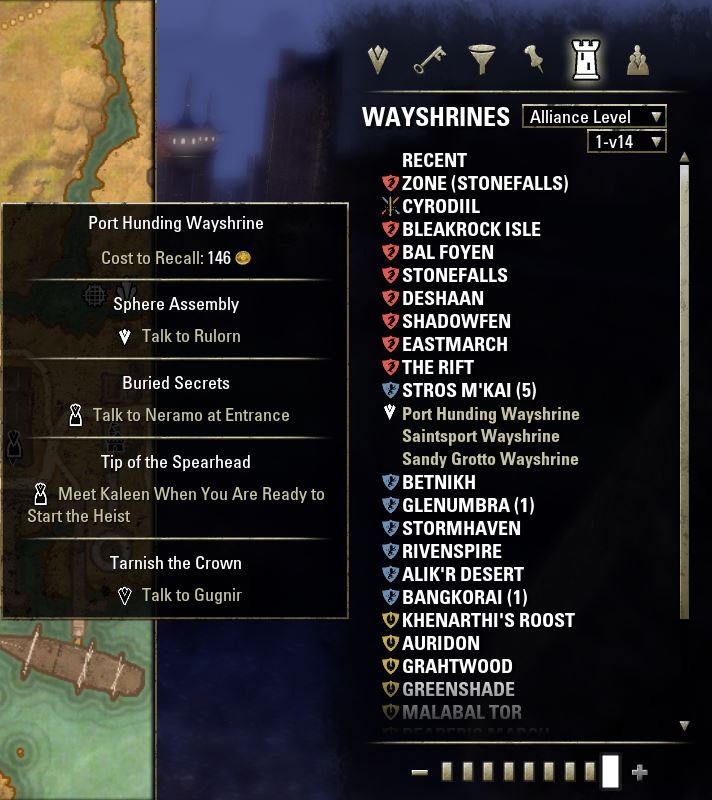 WAYSHRINES
Alliance Level
1-v14
RECENT
ZONE (STONEFALLS)
CYRODIIL
BLEAKROCK ISLE
BAL FOYEN
STONEFALLS
DESHAAN
SHADOWFEN
EASTMARCH
THE RIFT
STROS M'KAI (5)
Port Hunding Wayshrine
Saintsport Wayshrine
Sandy Grotto Wayshrine
BETNIKH
GLENUMBRA (1)
STORMHAVEN
RIVENSPIRE
ALIK'R DESERT
BANGKORAI (1)
KHENARTHI'S ROOST
AURIDON
GRAHTWOOD
GREENSHADE
MALABAL TOR
Port Hunding Wayshrine
Cost to Recall: 146
Sphere Assembly
Talk to Rulorn
Buried Secrets
Talk to Neramo at Entrance
Tip of the Spearhead
Meet Kaleen When You Are Ready to
Start the Heist
Tarnish the Crown
Talk to Gugnir